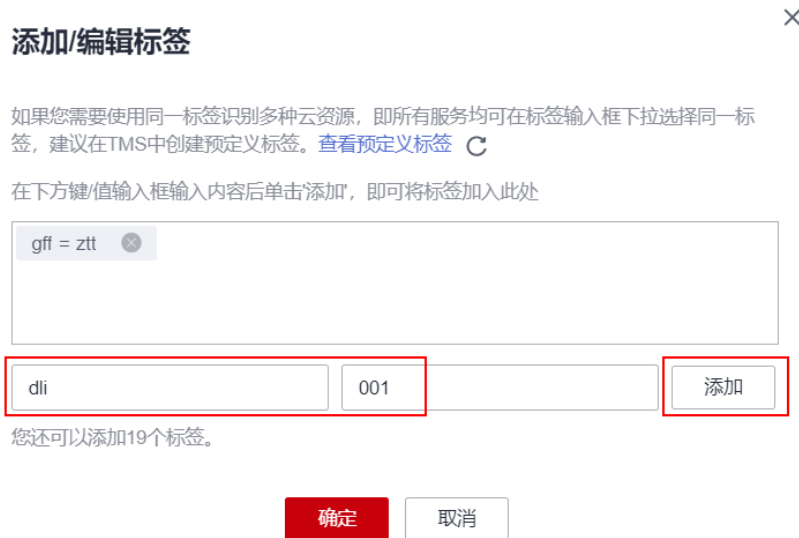 添加/编辑标签
如果您需要使用同一标签识别多种云资源，即所有服务均可在标签输入框下拉选择同一标
签，建议在TMS中创建预定义标签。查看预定义标签
在下方键/值输入框输入内容后单击'添加'，即可将标签加入此处
gff = ztt
dli 001 添加
您还可以添加19个标签。
确定 取消